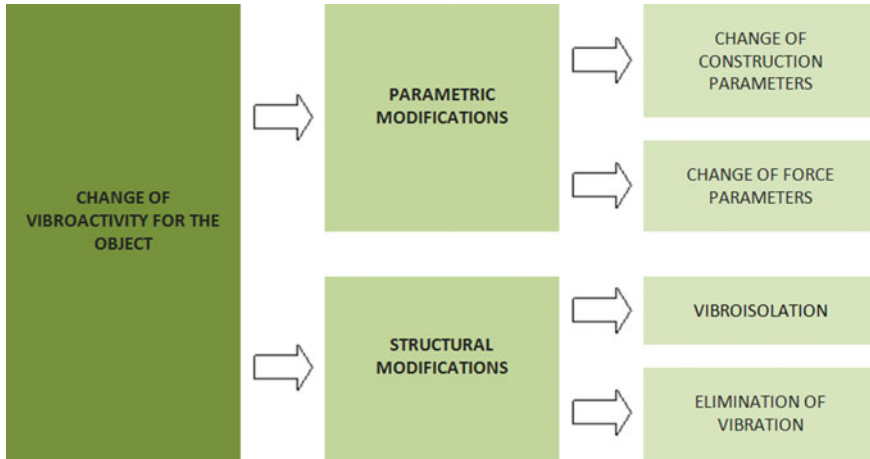 CHANGE OF
VIBROACTIVITY FOR THE
OBJECT
PARAMETRIC
MODIFICATIONS
CHANGE OF
CONSTRUCTION
PARAMETERS
CHANGE OF FORCE
PARAMETERS
STRUCTURAL
MODIFICATIONS
VIBROISOLATION
ELIMINATION OF
VIBRATION